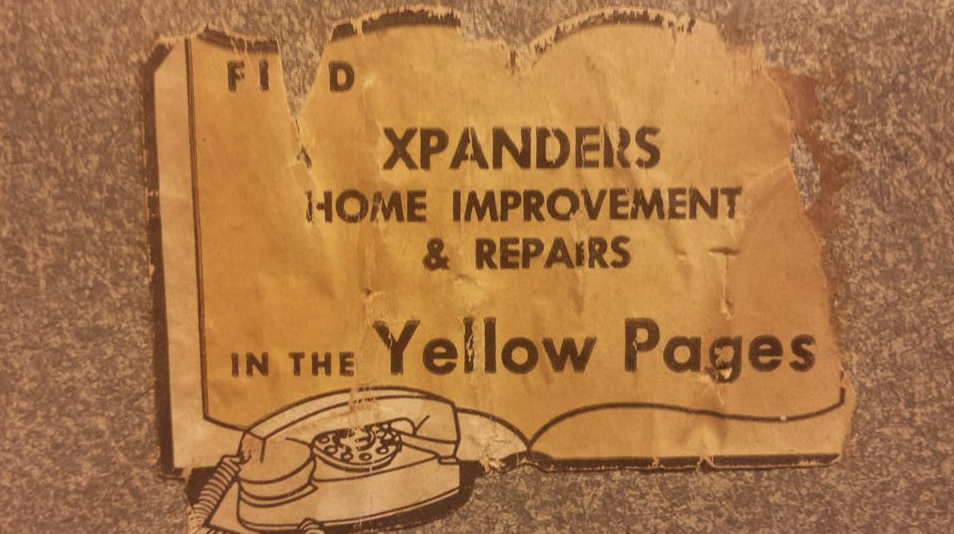 FI D
XPANDERS
HOME IMPROVEMENT
& REPAIRS
IN THE Yellow Pages